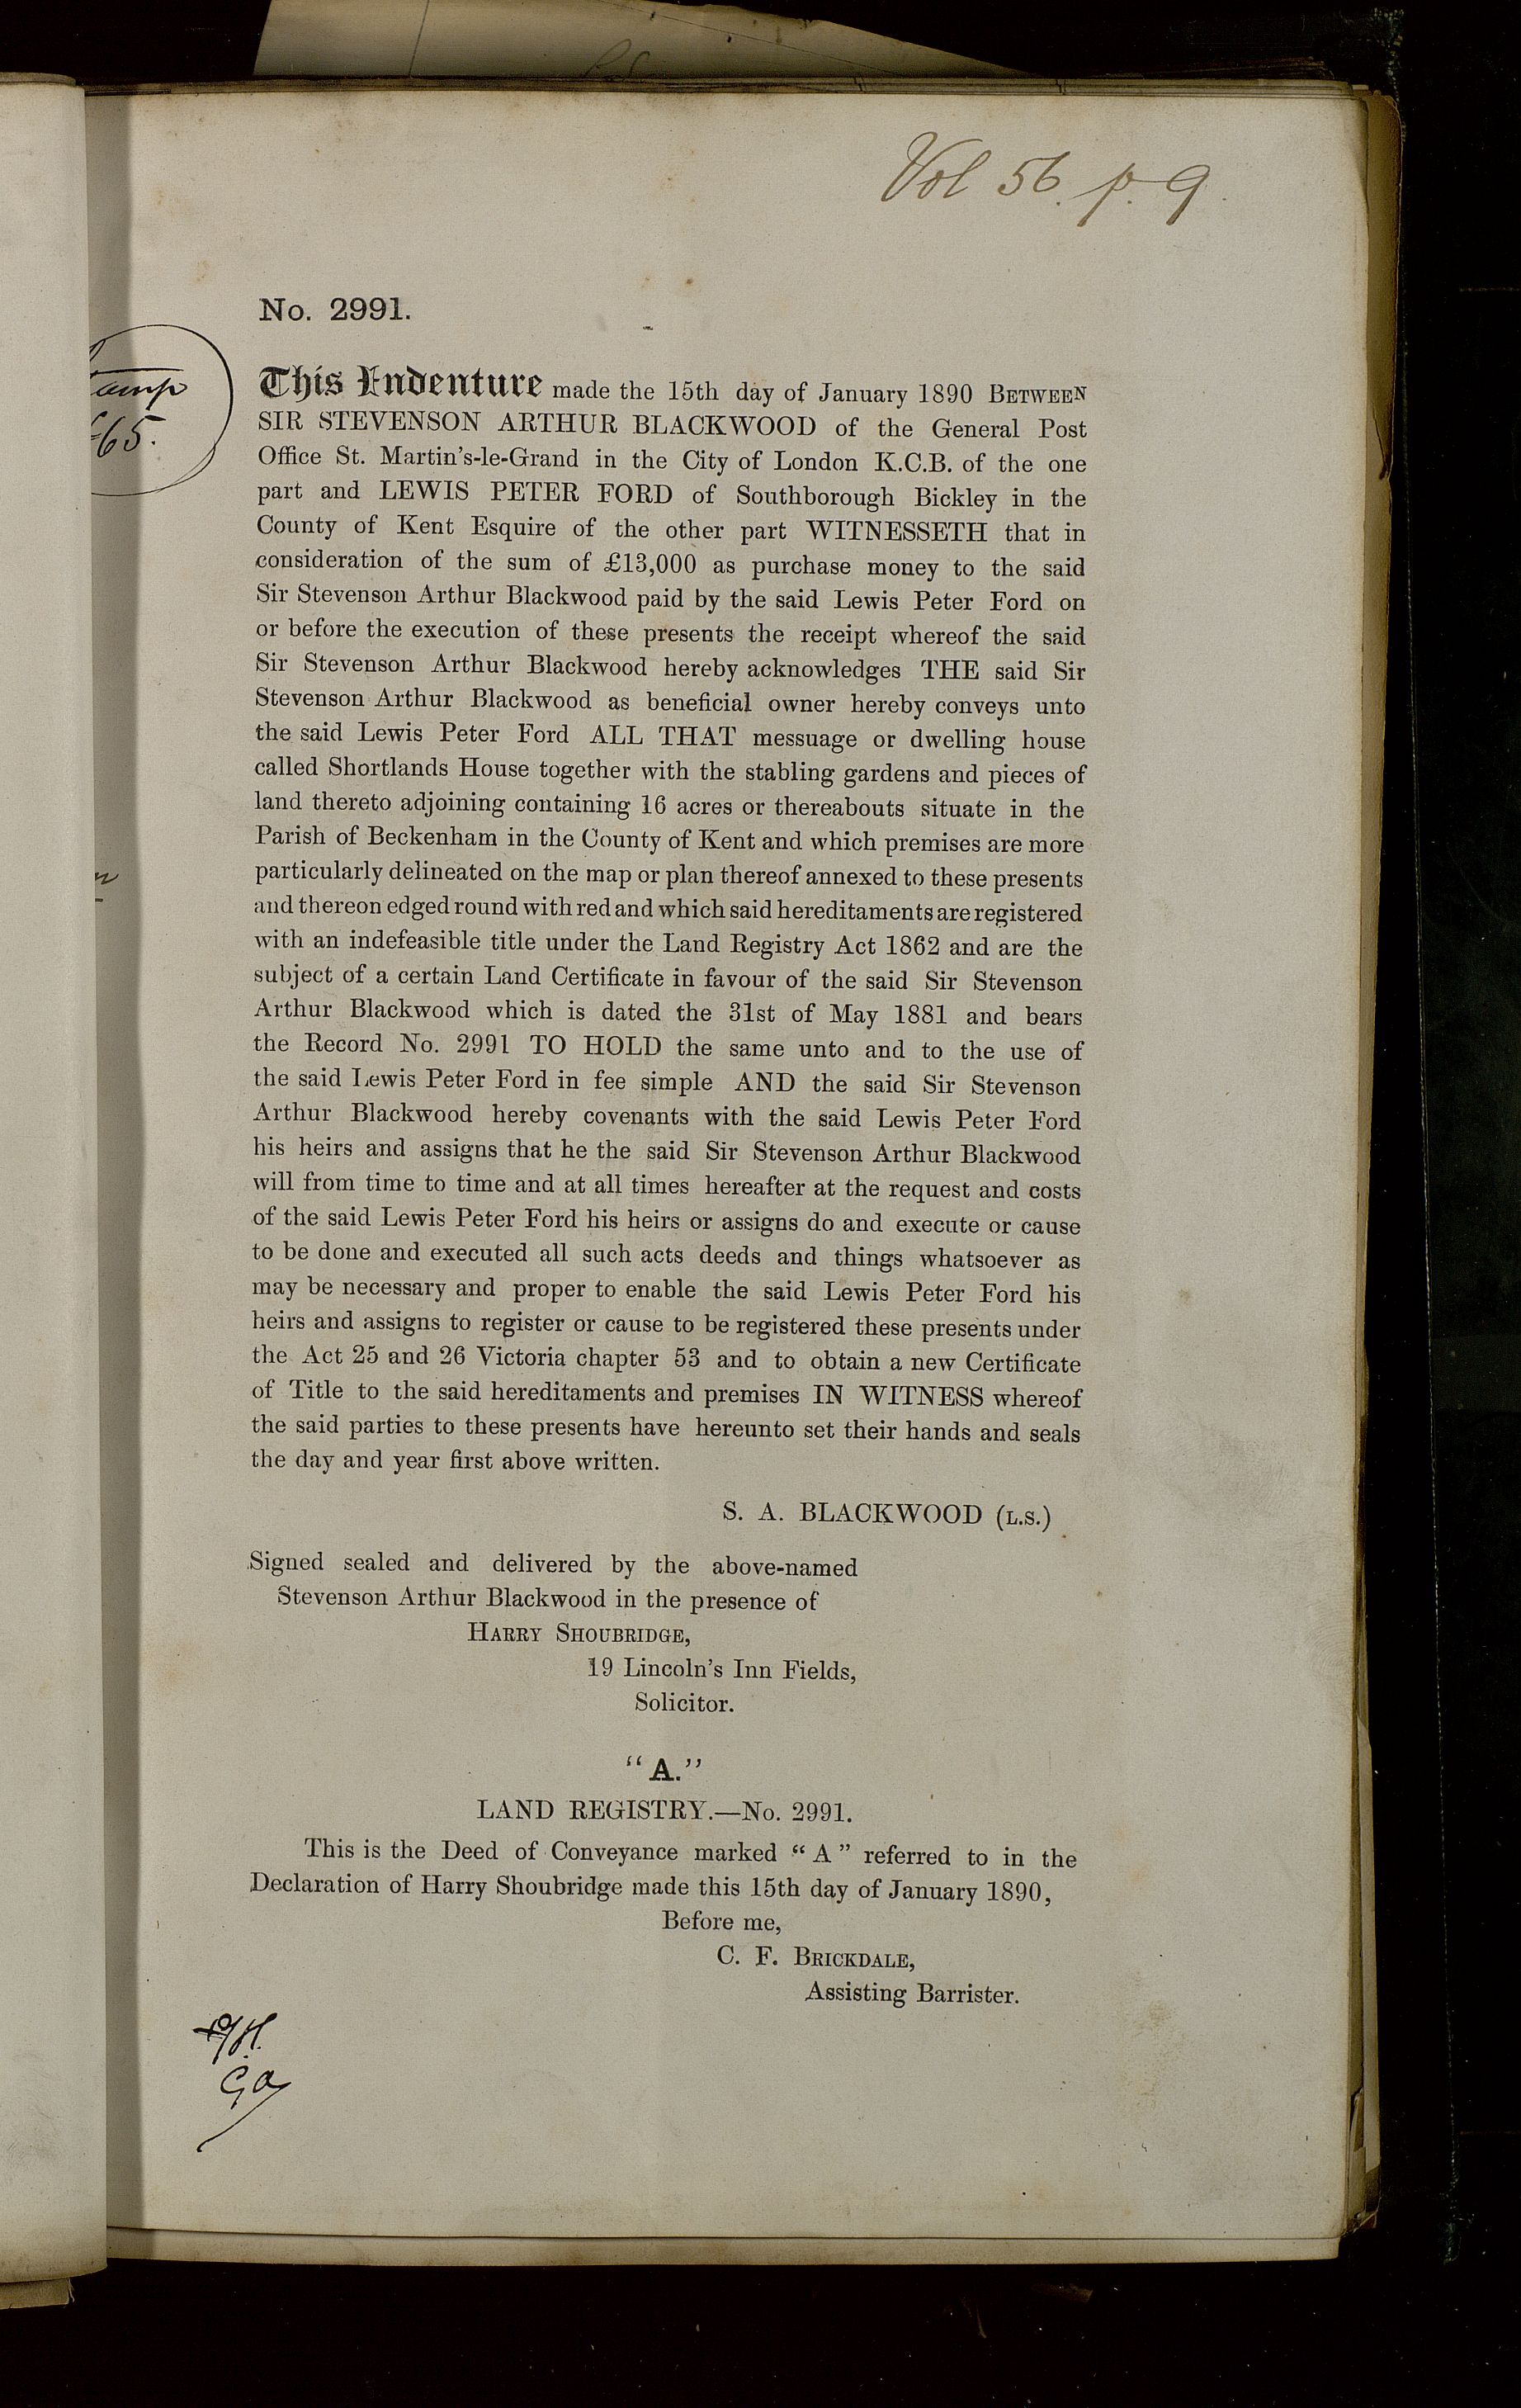 Vol 56. p. 9.
No. 2991.
amp
£65.
This Indenture made the 15th day of January 1890 BETWEEN
SIR STEVENSON ARTHUR BLACKWOOD of the General Post
Office St. Martin's-le-Grand in the City of London K.C.B. of the one
part and LEWIS PETER FORD of Southborough Bickley in the
County of Kent Esquire of the other part WITNESSETH that in
consideration of the sum of £13,000 as purchase money to the said
Sir Stevenson Arthur Blackwood paid by the said Lewis Peter Ford on
or before the execution of these presents the receipt whereof the said
Sir Stevenson Arthur Blackwood hereby acknowledges THE said Sir
Stevenson Arthur Blackwood as beneficial owner hereby conveys unto
the said Lewis Peter Ford ALL THAT messuage or dwelling house
called Shortlands House together with the stabling gardens and pieces of
land thereto adjoining containing 16 acres or thereabouts situate in the
Parish of Beckenham in the County of Kent and which premises are more
particularly delineated on the map or plan thereof annexed to these presents
and thereon edged round with red and which said hereditaments are registered
with an indefeasible title under the Land Registry Act 1862 and are the
subject of a certain Land Certificate in favour of the said Sir Stevenson
Arthur Blackwood which is dated the 31st of May 1881 and bears
the Record No. 2991 TO HOLD the same unto and to the use of
the said Lewis Peter Ford in fee simple AND the said Sir Stevenson
Arthur Blackwood hereby covenants with the said Lewis Peter Ford
his heirs and assigns that he the said Sir Stevenson Arthur Blackwood
will from time to time and at all times hereafter at the request and costs
of the said Lewis Peter Ford his heirs or assigns do and execute or cause
to be done and executed all such acts deeds and things whatsoever as
may be necessary and proper to enable the said Lewis Peter Ford his
heirs and assigns to register or cause to be registered these presents under
the Act 25 and 26 Victoria chapter 53 and to obtain a new Certificate
of Title to the said hereditaments and premises IN WITNESS whereof
the said parties to these presents have hereunto set their hands and seals
the day and year first above written.
S. A. BLACKWOOD (L.S.)
Signed sealed and delivered by the above-named
Stevenson Arthur Blackwood in the presence of
HARRY SHOUBRIDGE,
19 Lincoln's Inn Fields,
Solicitor.
"A."
LAND REGISTRY.—No. 2991.
This is the Deed of Conveyance marked "A" referred to in the
Declaration of Harry Shoubridge made this 15th day of January 1890,
Before me,
C. F. BRICKDALE,
Assisting Barrister.